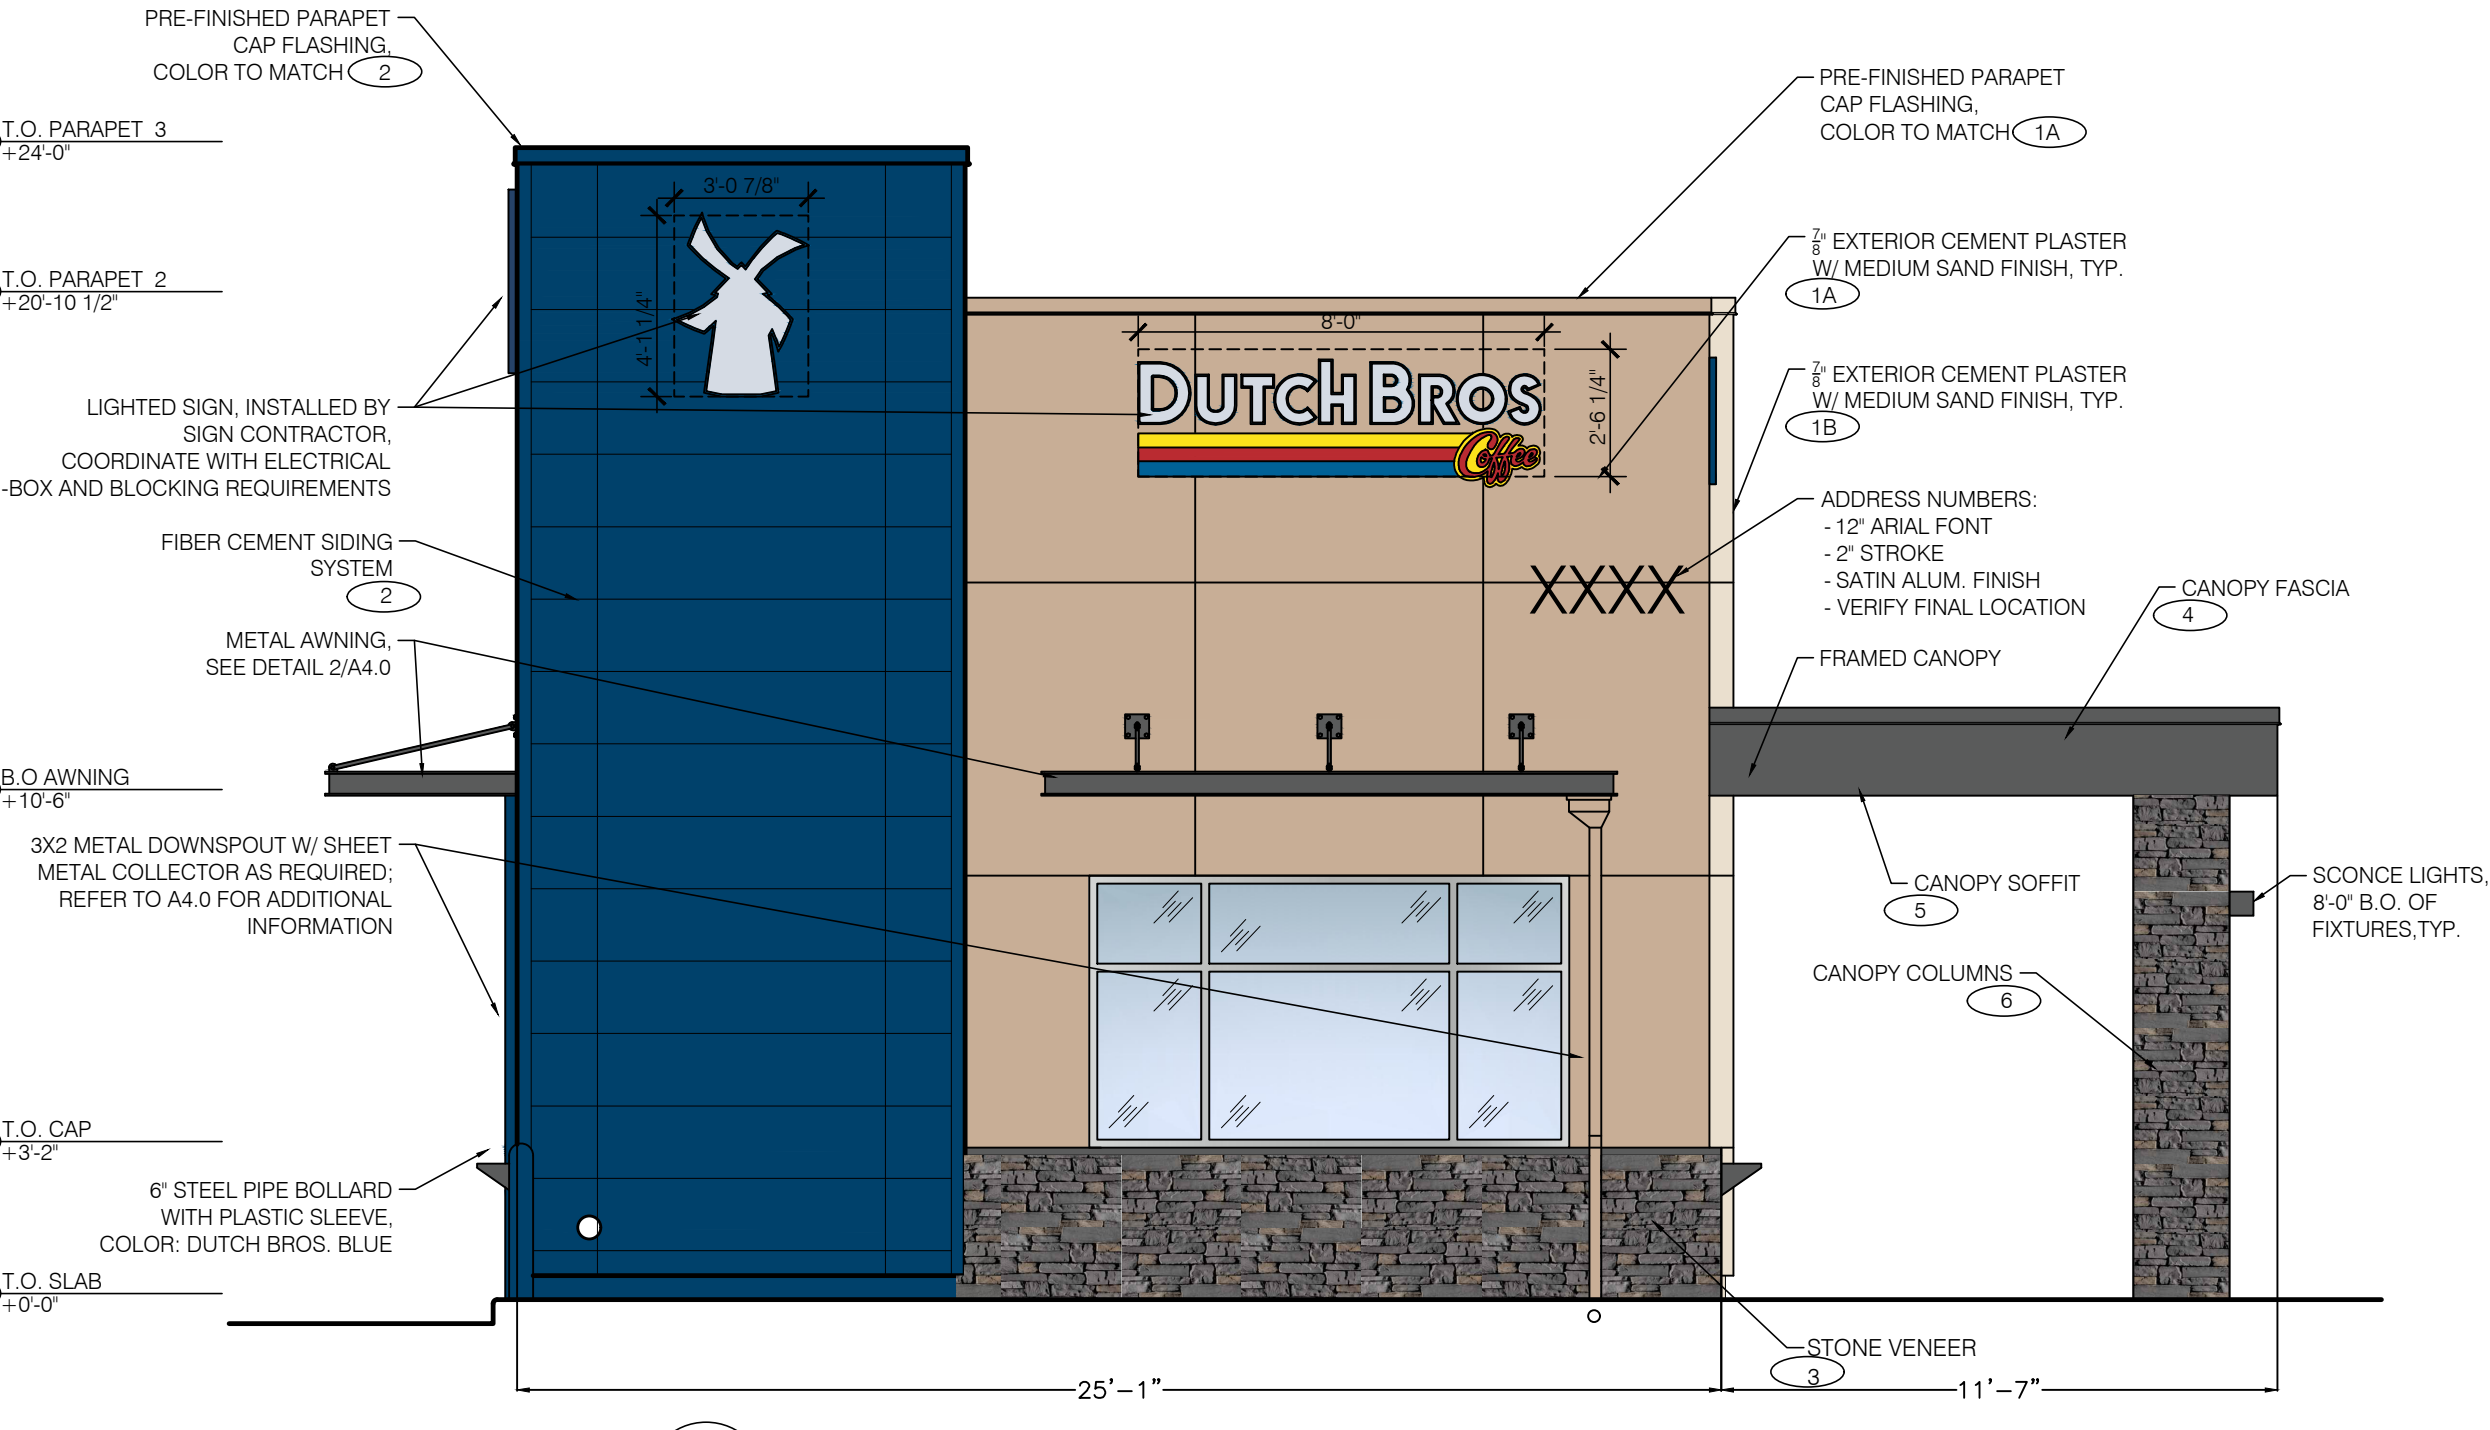 PRE-FINISHED PARAPET
CAP FLASHING,
COLOR TO MATCH 2
T.O. PARAPET 3
+24'-0"
T.O. PARAPET 2
+20'-10 1/2"
LIGHTED SIGN, INSTALLED BY
SIGN CONTRACTOR,
COORDINATE WITH ELECTRICAL
-BOX AND BLOCKING REQUIREMENTS
FIBER CEMENT SIDING
SYSTEM
2
METAL AWNING,
SEE DETAIL 2/A4.0
B.O AWNING
+10'-6"
3X2 METAL DOWNSPOUT W/ SHEET
METAL COLLECTOR AS REQUIRED;
REFER TO A4.0 FOR ADDITIONAL
INFORMATION
T.O. CAP
+3'-2"
6" STEEL PIPE BOLLARD
WITH PLASTIC SLEEVE,
COLOR: DUTCH BROS. BLUE
T.O. SLAB
+0'-0"
3'-0 7/8"
4'-1 1/4"
8'-0"
2'-6 1/4"
DUTCH BROS
Coffee
XXXX
PRE-FINISHED PARAPET
CAP FLASHING,
COLOR TO MATCH 1A
7/8" EXTERIOR CEMENT PLASTER
W/ MEDIUM SAND FINISH, TYP.
1A
7/8" EXTERIOR CEMENT PLASTER
W/ MEDIUM SAND FINISH, TYP.
1B
ADDRESS NUMBERS:
- 12" ARIAL FONT
- 2" STROKE
- SATIN ALUM. FINISH
- VERIFY FINAL LOCATION
CANOPY FASCIA
4
FRAMED CANOPY
CANOPY SOFFIT
5
SCONCE LIGHTS,
8'-0" B.O. OF
FIXTURES,TYP.
CANOPY COLUMNS
6
STONE VENEER
3
25'-1"
11'-7"